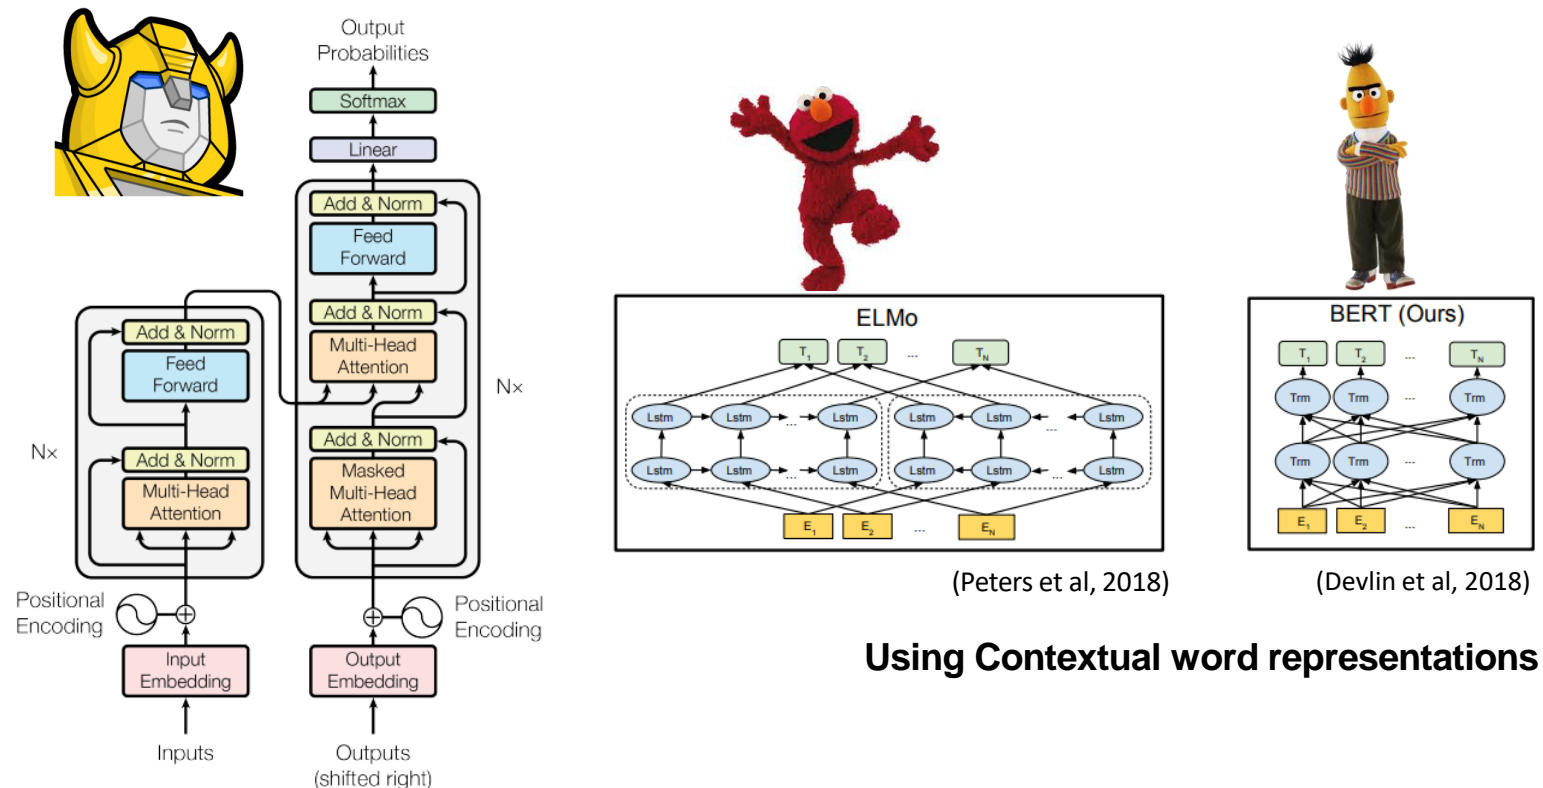 Output
Probabilities
Softmax
Linear
Add & Norm
Feed
Forward
Add & Norm
Multi-Head
Attention
Nx
Add & Norm
Masked
Multi-Head
Attention
Positional
Encoding
Output
Embedding
Outputs
(shifted right)
Add & Norm
Feed
Forward
Nx
Add & Norm
Multi-Head
Attention
Positional
Encoding
Input
Embedding
Inputs
ELMo
T1 T2 ... TN
Lstm Lstm ... Lstm Lstm Lstm ... Lstm
Lstm Lstm ... Lstm Lstm Lstm ... Lstm
E1 E2 ... EN
(Peters et al, 2018)
BERT (Ours)
T1 T2 ... TN
Trm Trm ... Trm
Trm Trm ... Trm
E1 E2 ... EN
(Devlin et al, 2018)
Using Contextual word representations